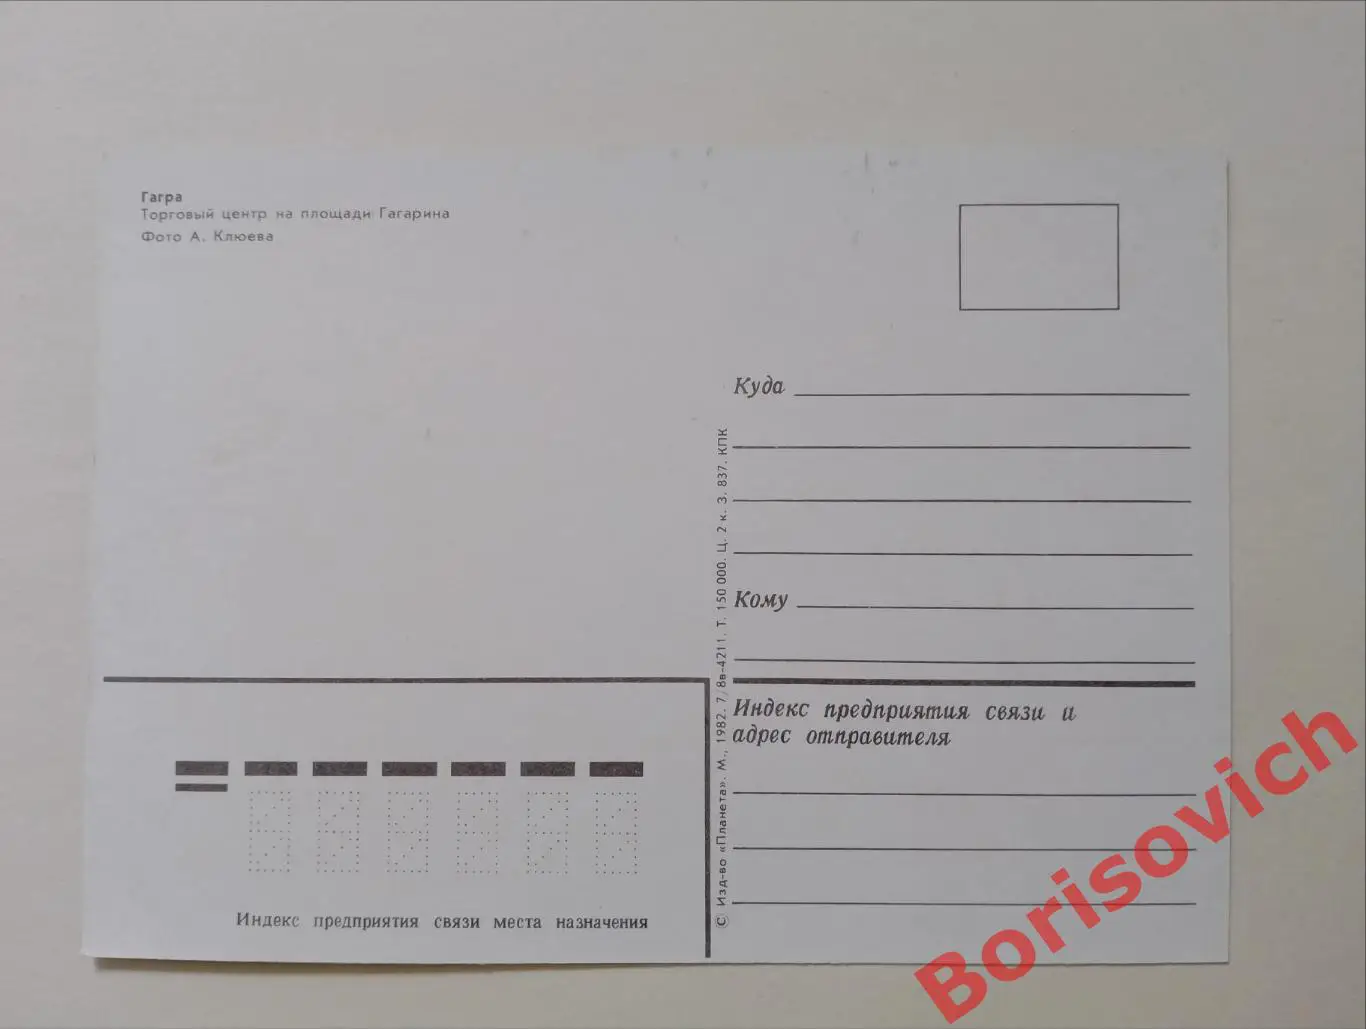 Гагра
Торговый центр на площади Гагарина
Фото А. Клюева
Куда
Кому
Индекс предприятия связи и
адрес отправителя
© Изд-во «Планета». М., 1982. 7/8в-4211. Т. 150 000. Ц. 2 к. З. 837. КПК
Индекс предприятия связи места назначения
Borisovich